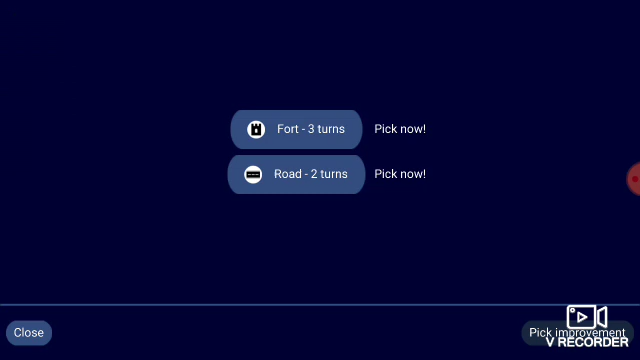 Fort - 3 turns Pick now!
Road - 2 turns Pick now!
Close
Pick improvement
V RECORDER